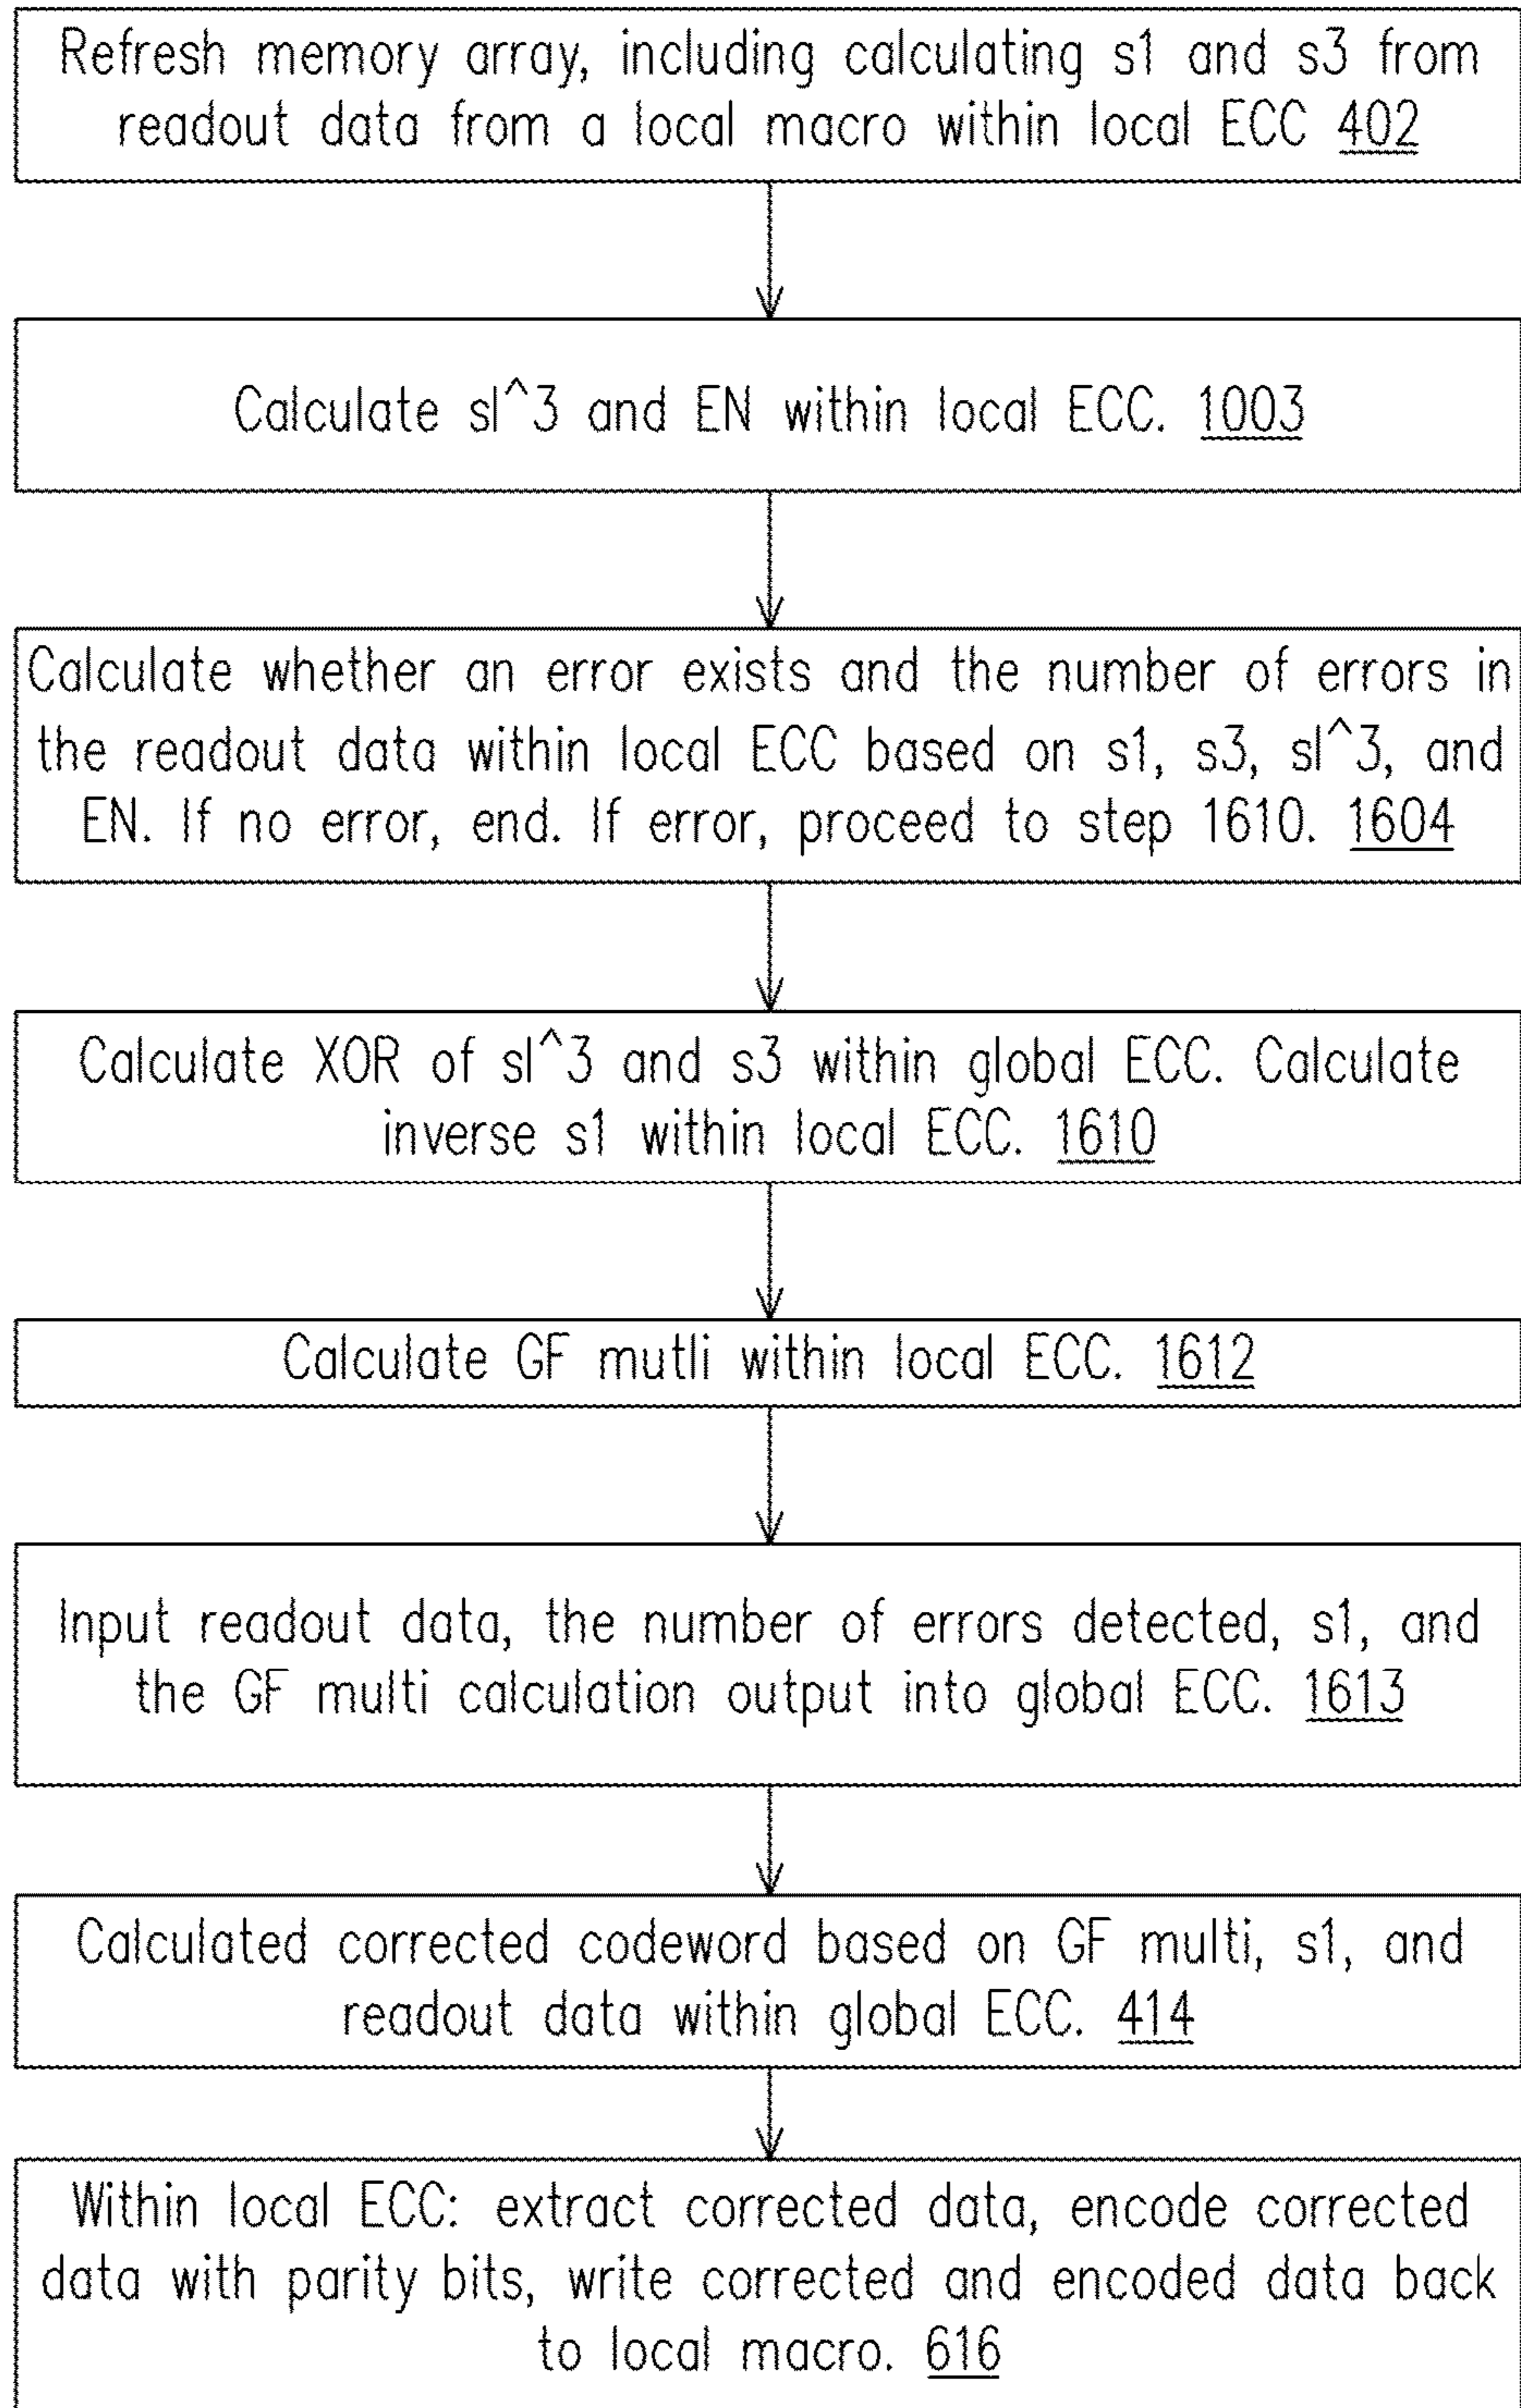 Refresh memory array, including calculating s1 and s3 from
readout data from a local macro within local ECC 402
Calculate sl^3 and EN within local ECC. 1003
Calculate whether an error exists and the number of errors in
the readout data within local ECC based on s1, s3, sl^3, and
EN. If no error, end. If error, proceed to step 1610. 1604
Calculate XOR of sl^3 and s3 within global ECC. Calculate
inverse s1 within local ECC. 1610
Calculate GF mutli within local ECC. 1612
Input readout data, the number of errors detected, s1, and
the GF multi calculation output into global ECC. 1613
Calculated corrected codeword based on GF multi, s1, and
readout data within global ECC. 414
Within local ECC: extract corrected data, encode corrected
data with parity bits, write corrected and encoded data back
to local macro. 616